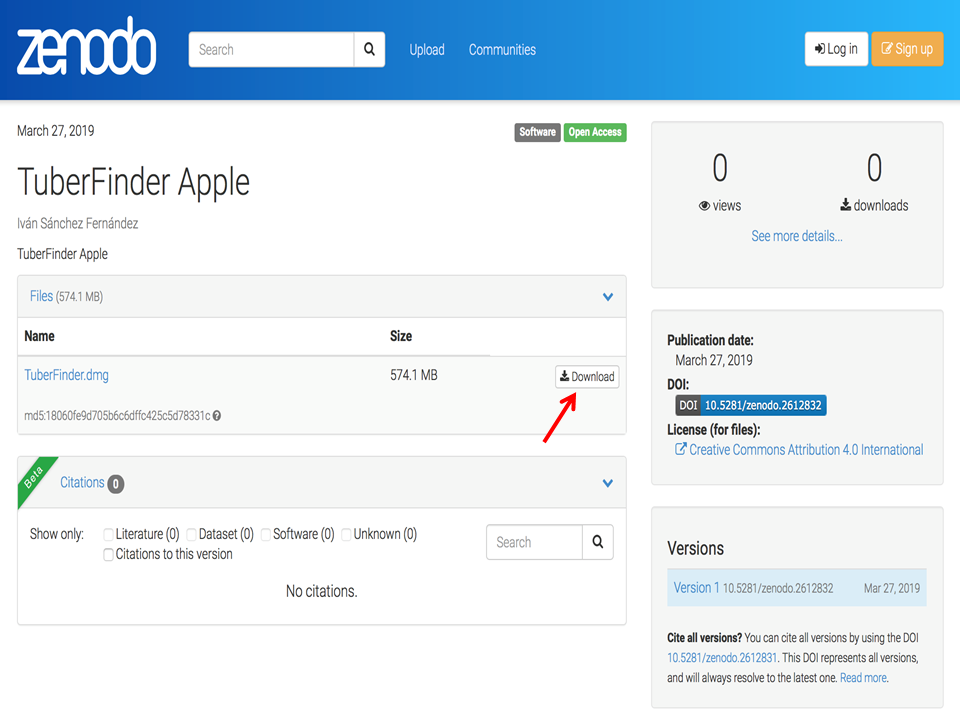 zenodo
Search
Upload
Communities
Log in
Sign up
March 27, 2019
Software
Open Access
TuberFinder Apple
Iván Sánchez Fernández
TuberFinder Apple
Files (574.1 MB)
Name Size
TuberFinder.dmg 574.1 MB Download
md5:18060fe9d705b6c6dffc425c5d78331c ?
Beta
Citations 0
Show only: Literature (0) Dataset (0) Software (0) Unknown (0)
Citations to this version
Search
No citations.
0 0
views downloads
See more details...
Publication date:
March 27, 2019
DOI:
DOI 10.5281/zenodo.2612832
License (for files):
Creative Commons Attribution 4.0 International
Versions
Version 1 10.5281/zenodo.2612832 Mar 27, 2019
Cite all versions? You can cite all versions by using the DOI
10.5281/zenodo.2612831. This DOI represents all versions,
and will always resolve to the latest one. Read more.